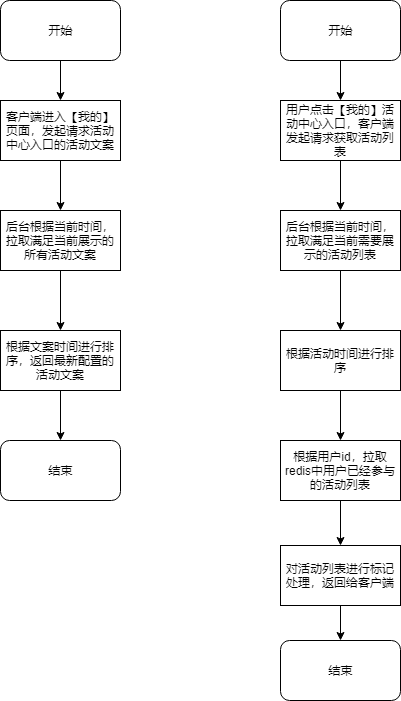 开始
客户端进入【我的】
页面，发起请求活动
中心入口的活动文案
后台根据当前时间，
拉取满足当前展示的
所有活动文案
根据文案时间进行排
序，返回最新配置的
活动文案
结束
开始
用户点击【我的】活
动中心入口，客户端
发起请求获取活动列
表
后台根据当前时间，
拉取满足当前需要展
示的活动列表
根据活动时间进行排
序
根据用户id，拉取
redis中用户已经参与
的活动列表
对活动列表进行标记
处理，返回给客户端
结束